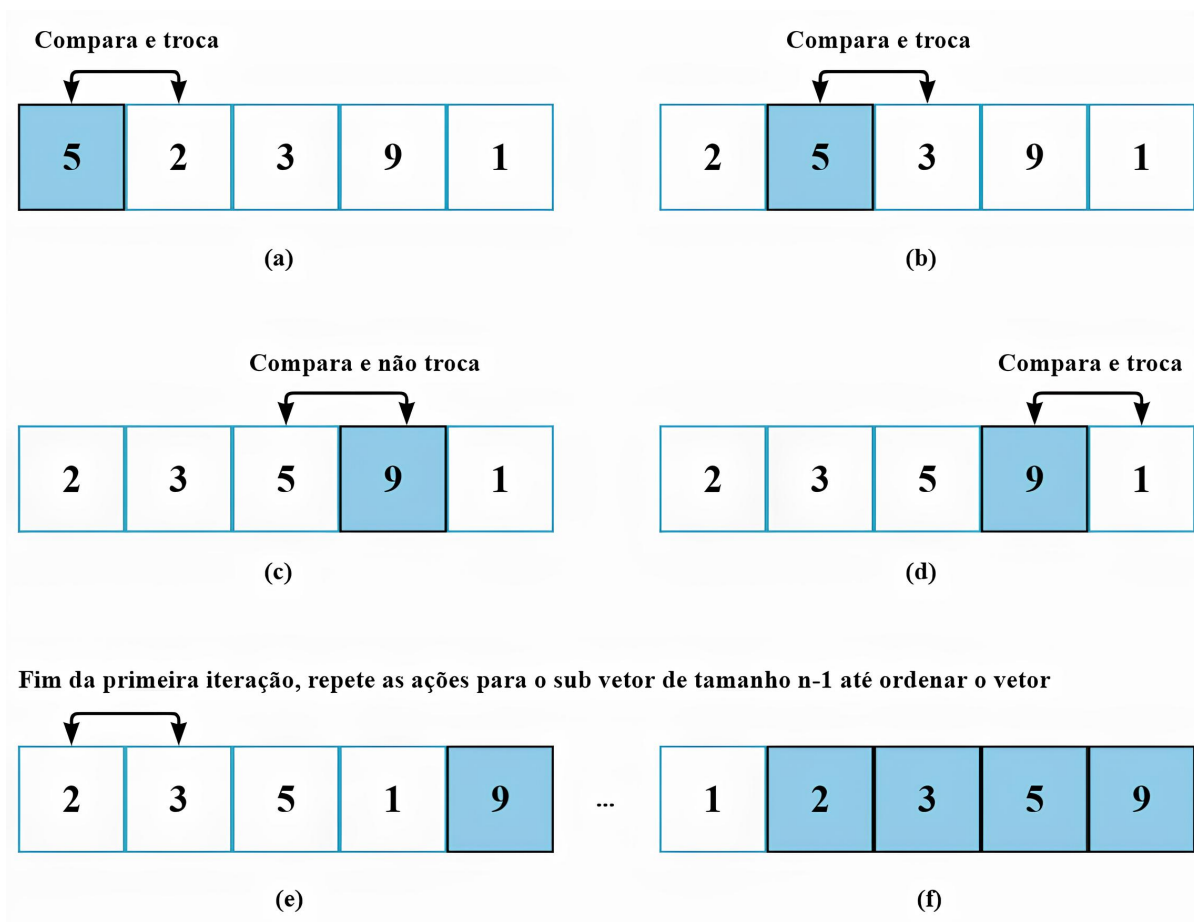 Compara e troca
Compara e troca
5 2 3 9 1
2 5 3 9 1
(a)
(b)
Compara e não troca
Compara e troca
2 3 5 9 1
2 3 5 9 1
(c)
(d)
Fim da primeira iteração, repete as ações para o sub vetor de tamanho n-1 até ordenar o vetor
2 3 5 1 9
...
1 2 3 5 9
(e)
(f)